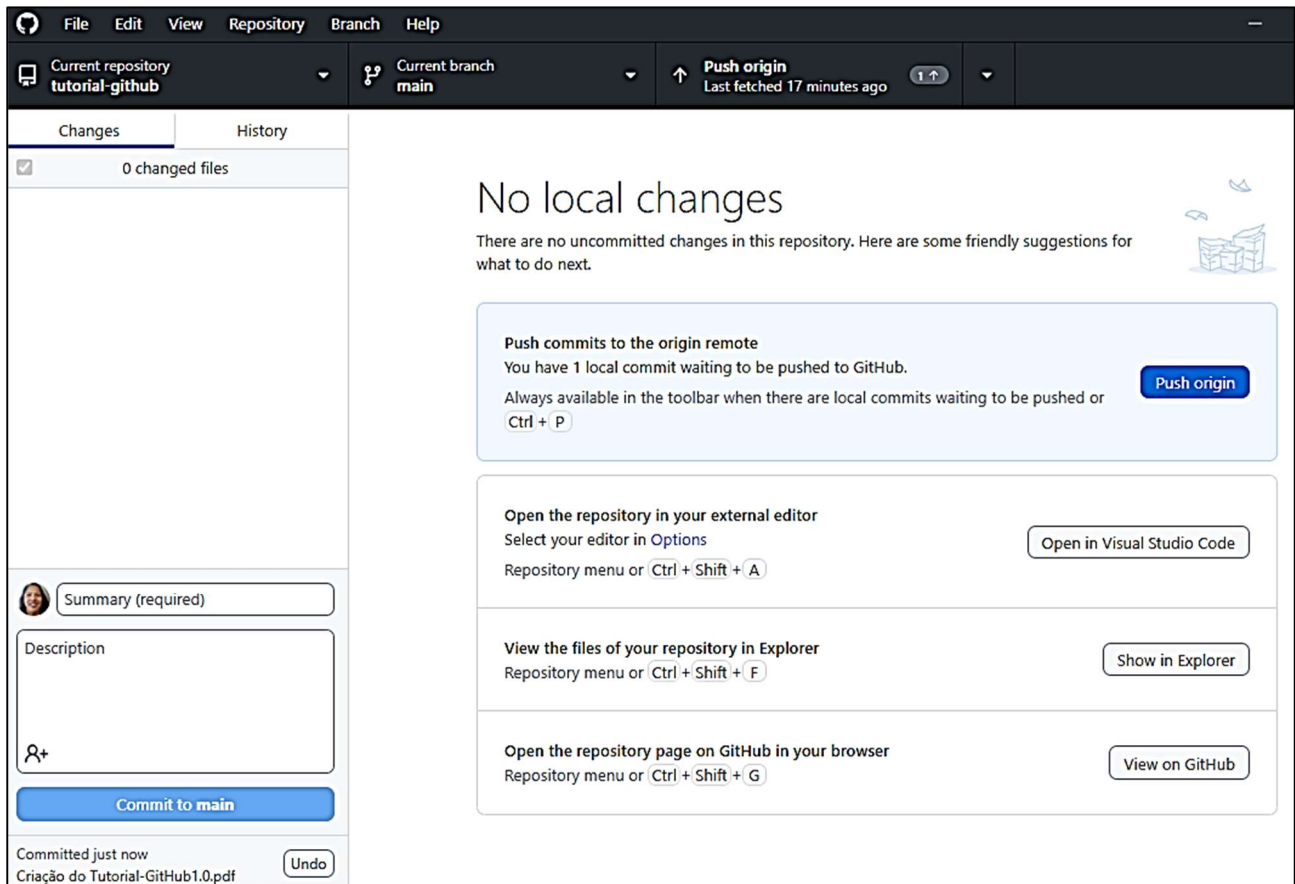 File Edit View Repository Branch Help
Current repository
tutorial-github
Current branch
main
Push origin
Last fetched 17 minutes ago
1
Changes History
0 changed files
No local changes
There are no uncommitted changes in this repository. Here are some friendly suggestions for
what to do next.
Push commits to the origin remote
You have 1 local commit waiting to be pushed to GitHub.
Always available in the toolbar when there are local commits waiting to be pushed or
Ctrl + P
Push origin
Open the repository in your external editor
Select your editor in Options
Repository menu or Ctrl + Shift + A
Open in Visual Studio Code
View the files of your repository in Explorer
Repository menu or Ctrl + Shift + F
Show in Explorer
Open the repository page on GitHub in your browser
Repository menu or Ctrl + Shift + G
View on GitHub
Summary (required)
Description
Commit to main
Committed just now
Criação do Tutorial-GitHub1.0.pdf
Undo